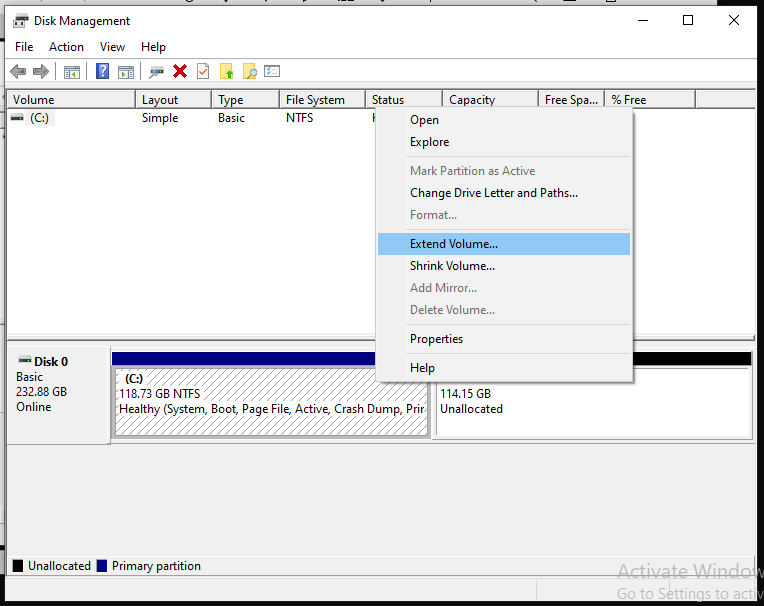 Disk Management
File Action View Help
Volume Layout Type File System Status Capacity Free Spa... % Free
(C:) Simple Basic NTFS
Open
Explore
Mark Partition as Active
Change Drive Letter and Paths...
Format...
Extend Volume...
Shrink Volume...
Add Mirror...
Delete Volume...
Properties
Help
Disk 0
Basic
232.88 GB
Online
(C:)
118.73 GB NTFS
Healthy (System, Boot, Page File, Active, Crash Dump, Prir
114.15 GB
Unallocated
Unallocated Primary partition
Activate Window
Go to Settings to activ